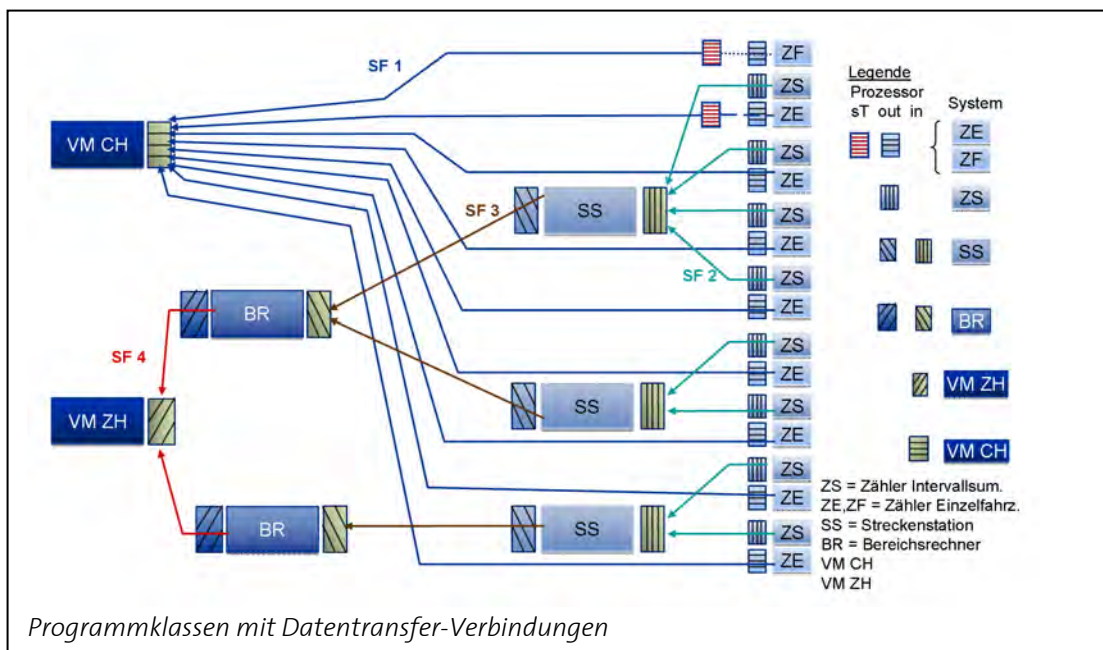 SF 1
VM CH
SF 3
SS
SF 2
BR
SF 4
VM ZH
SS
BR
SS
ZF
ZS
ZE
ZS
ZE
ZS
ZE
ZS
ZE
ZS
ZE
ZS
ZE
ZS
ZE
ZS
ZE
Legende
Prozessor
sT out in
System
ZE
ZF
ZS
SS
BR
VM ZH
VM CH
ZS = Zähler Intervallsum.
ZE,ZF = Zähler Einzelfahrz.
SS = Streckenstation
BR = Bereichsrechner
VM CH
VM ZH
Programmklassen mit Datentransfer-Verbindungen